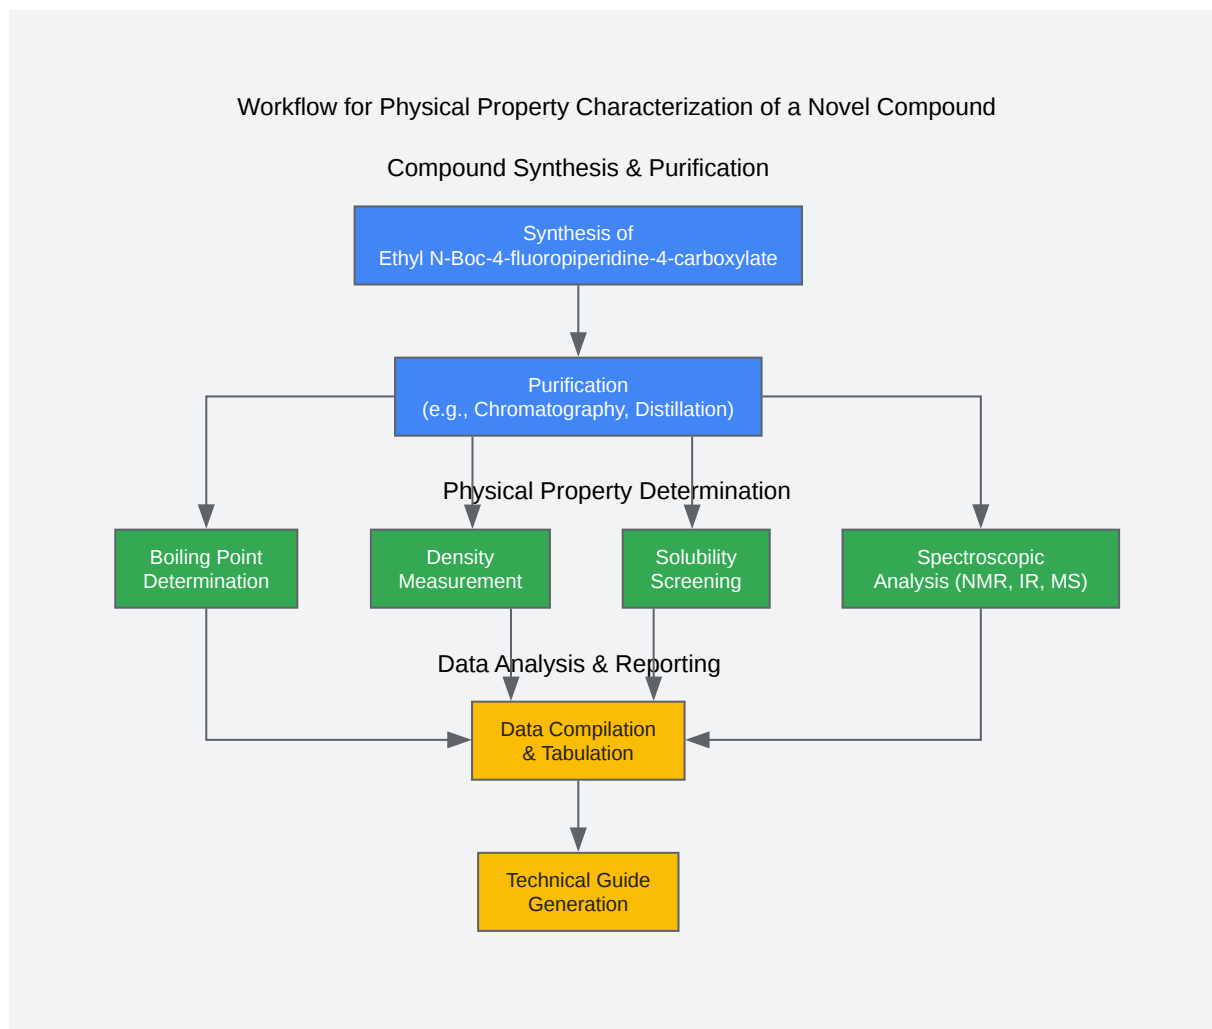 Workflow for Physical Property Characterization of a Novel Compound
Compound Synthesis & Purification
Synthesis of
Ethyl N-Boc-4-fluoropiperidine-4-carboxylate
Purification
(e.g., Chromatography, Distillation)
Physical Property Determination
Boiling Point
Determination
Density
Measurement
Solubility
Screening
Spectroscopic
Analysis (NMR, IR, MS)
Data Analysis & Reporting
Data Compilation
& Tabulation
Technical Guide
Generation